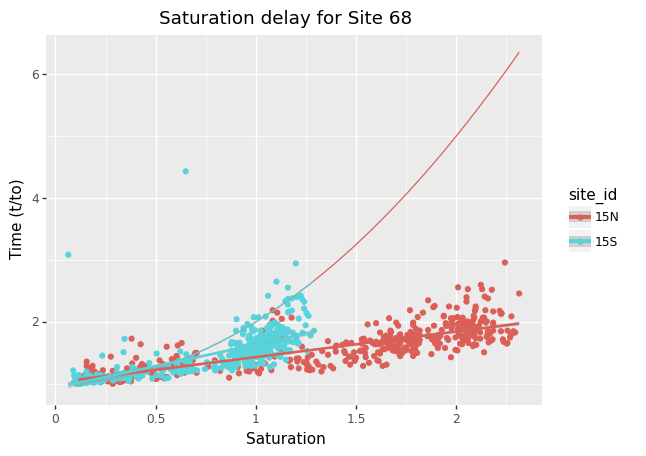 Saturation delay for Site 68
Time (t/to)
6
4
2
0
0.5
1
1.5
2
Saturation
site_id
15N
15S